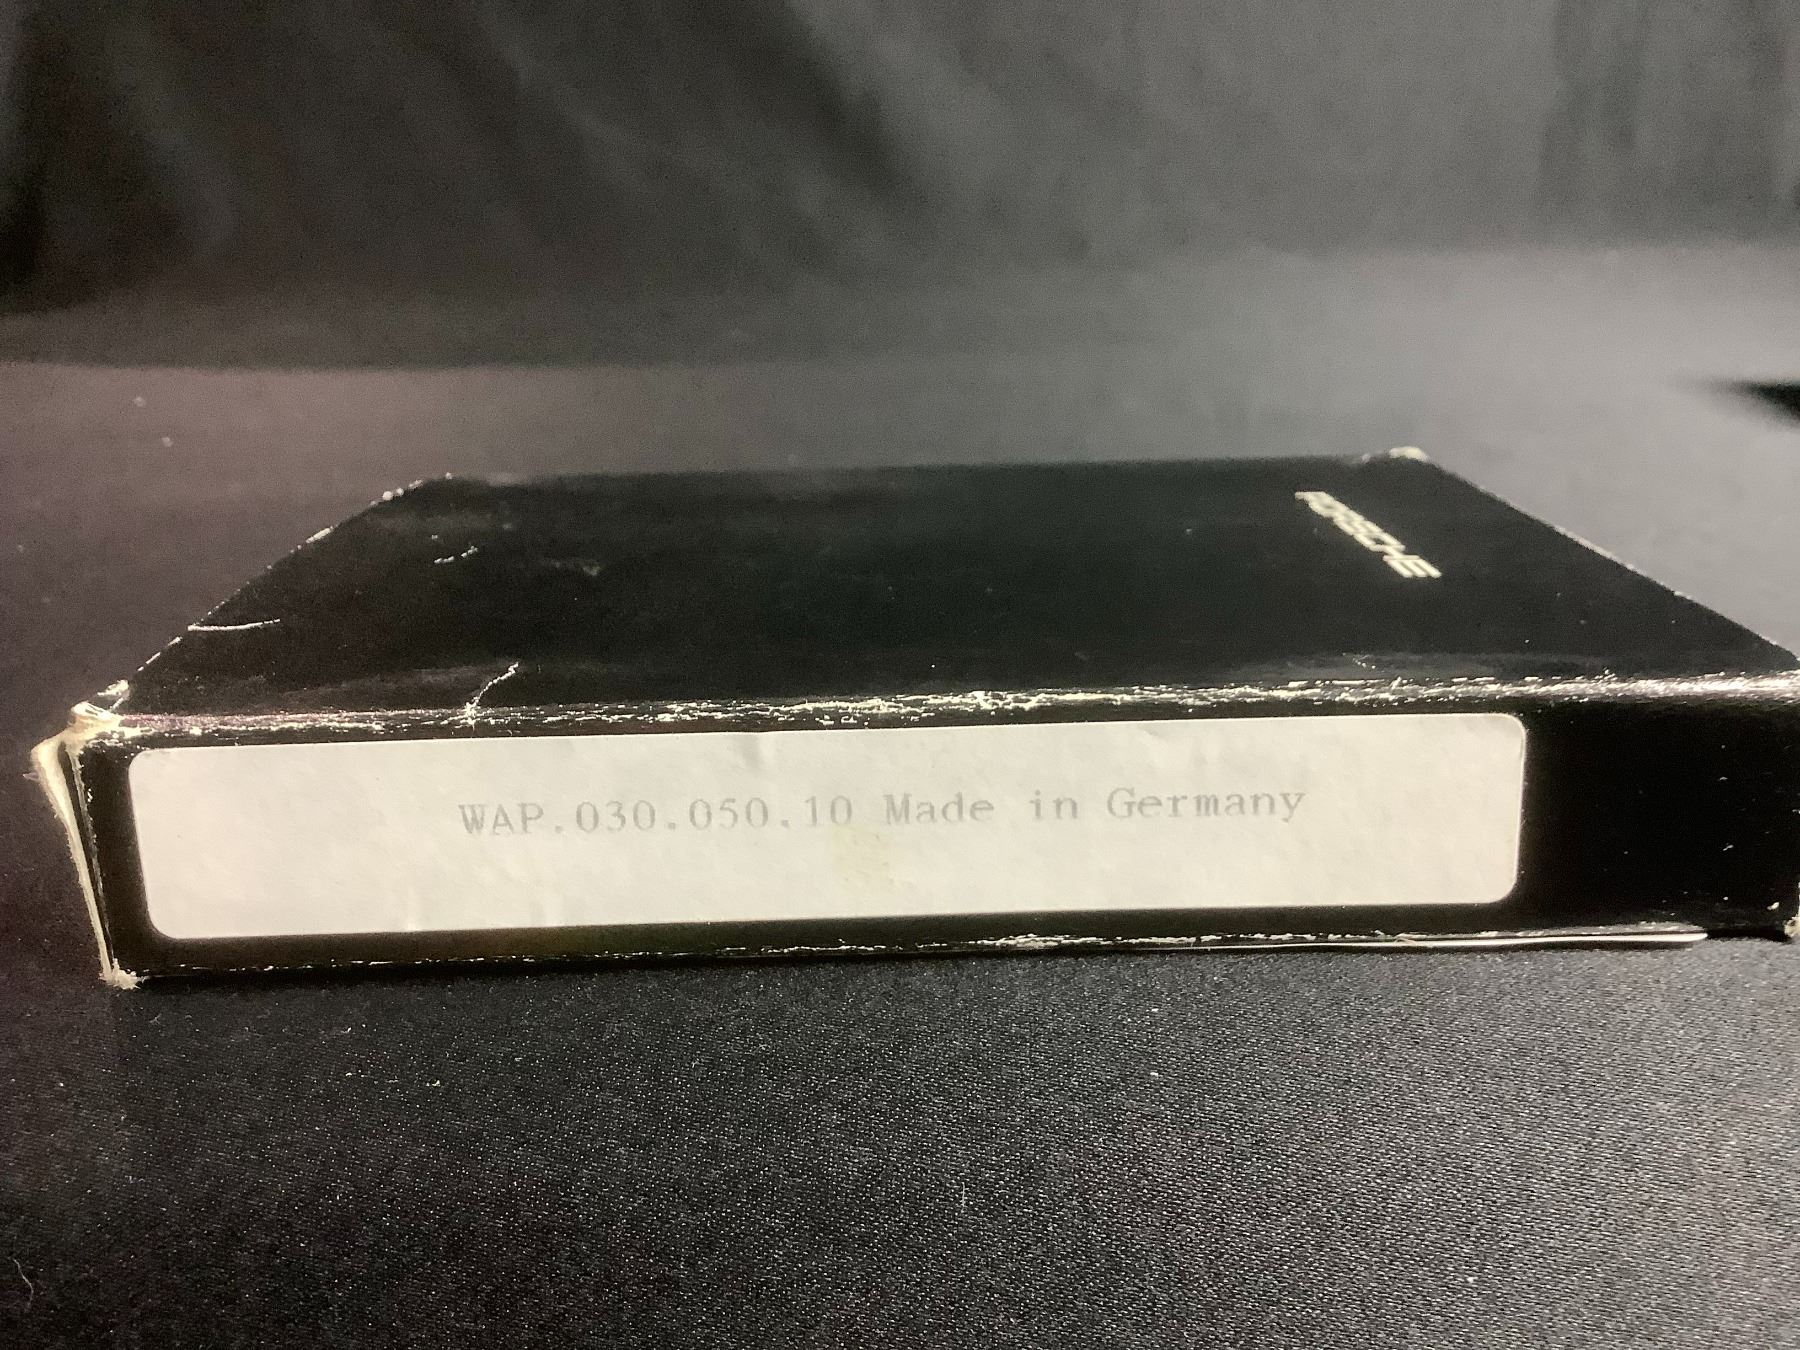 PORSCHE
WAP.030.050.10 Made in Germany